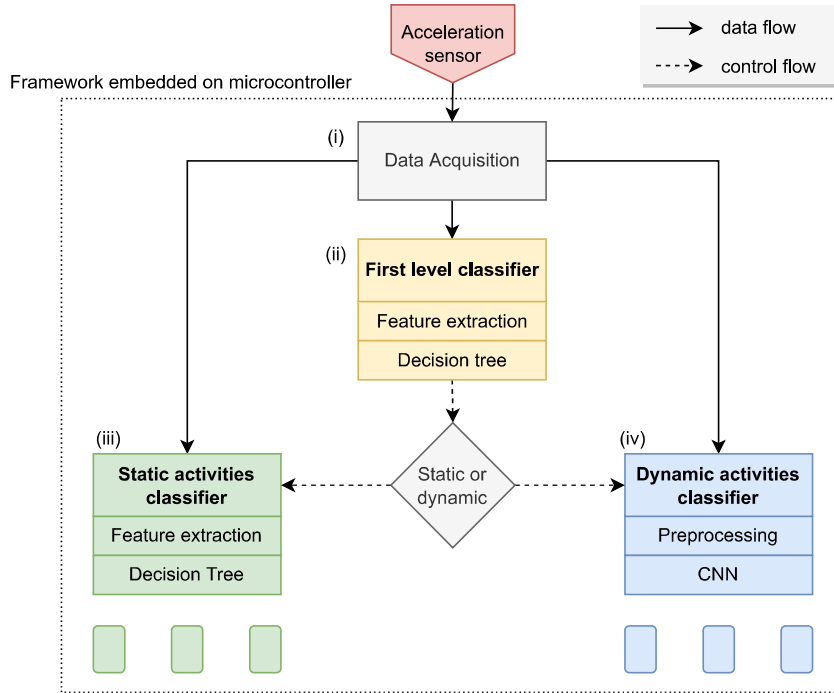 Acceleration
sensor
data flow
control flow
Framework embedded on microcontroller
(i)
Data Acquisition
(ii)
First level classifier
Feature extraction
Decision tree
(iii)
Static activities
classifier
Feature extraction
Decision Tree
Static or
dynamic
(iv)
Dynamic activities
classifier
Preprocessing
CNN